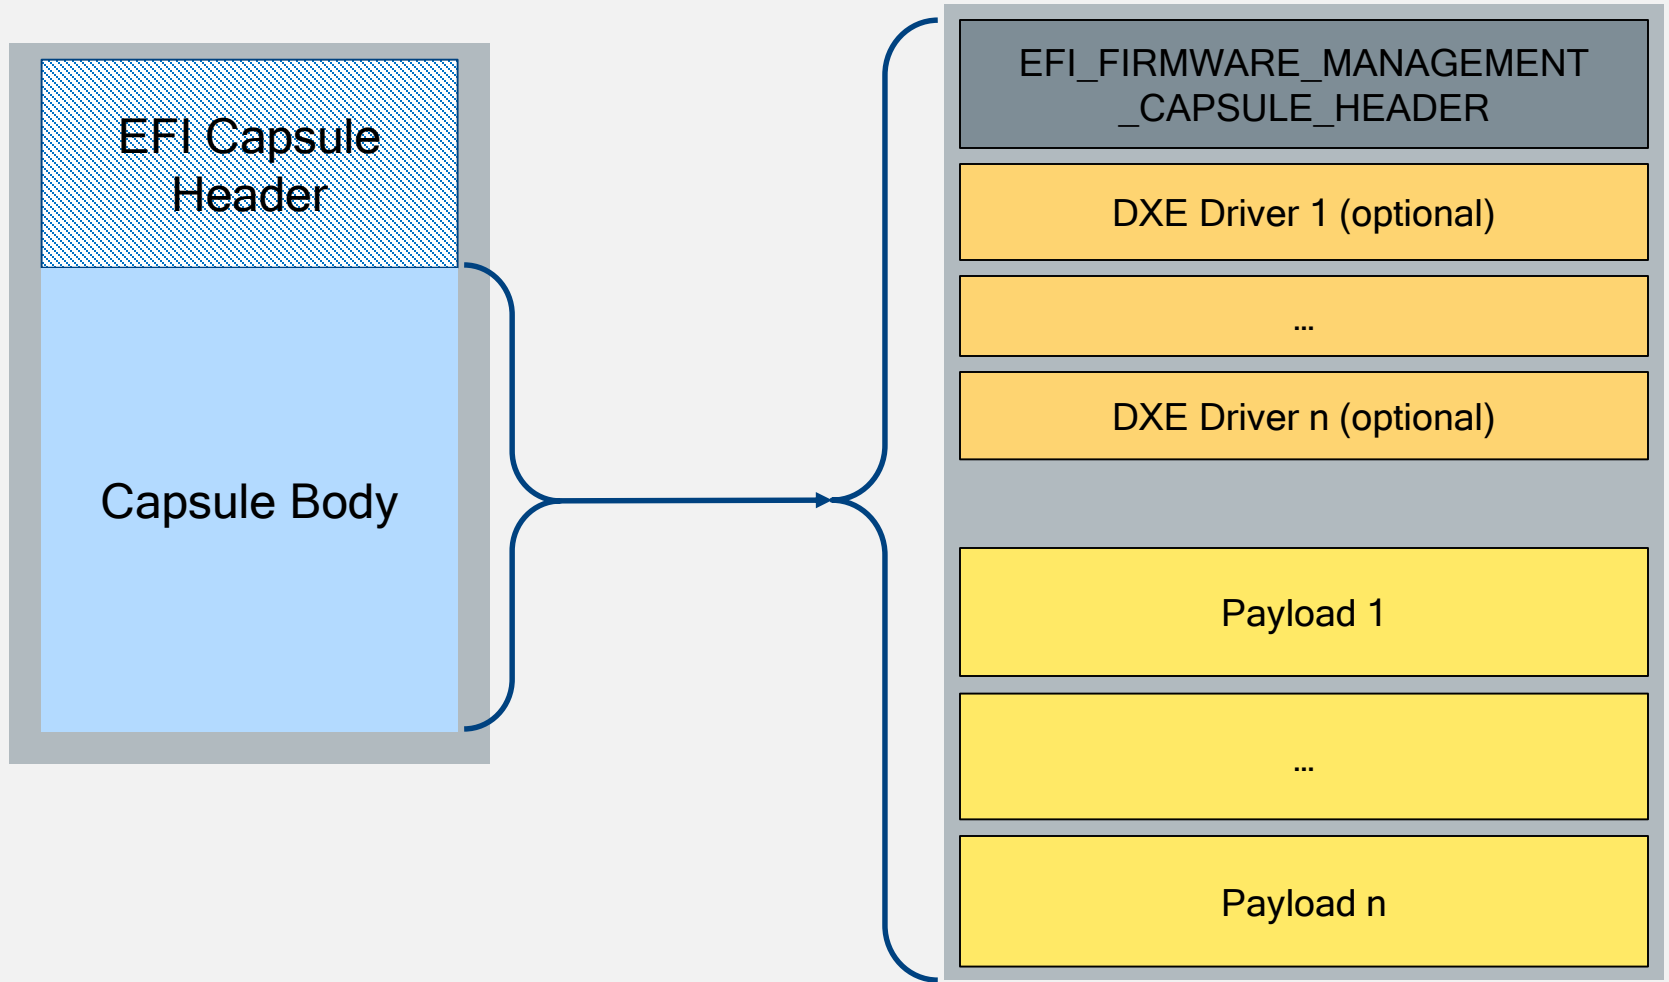 EFI Capsule
Header
Capsule Body
EFI_FIRMWARE_MANAGEMENT
_CAPSULE_HEADER
DXE Driver 1 (optional)
...
DXE Driver n (optional)
Payload 1
...
Payload n